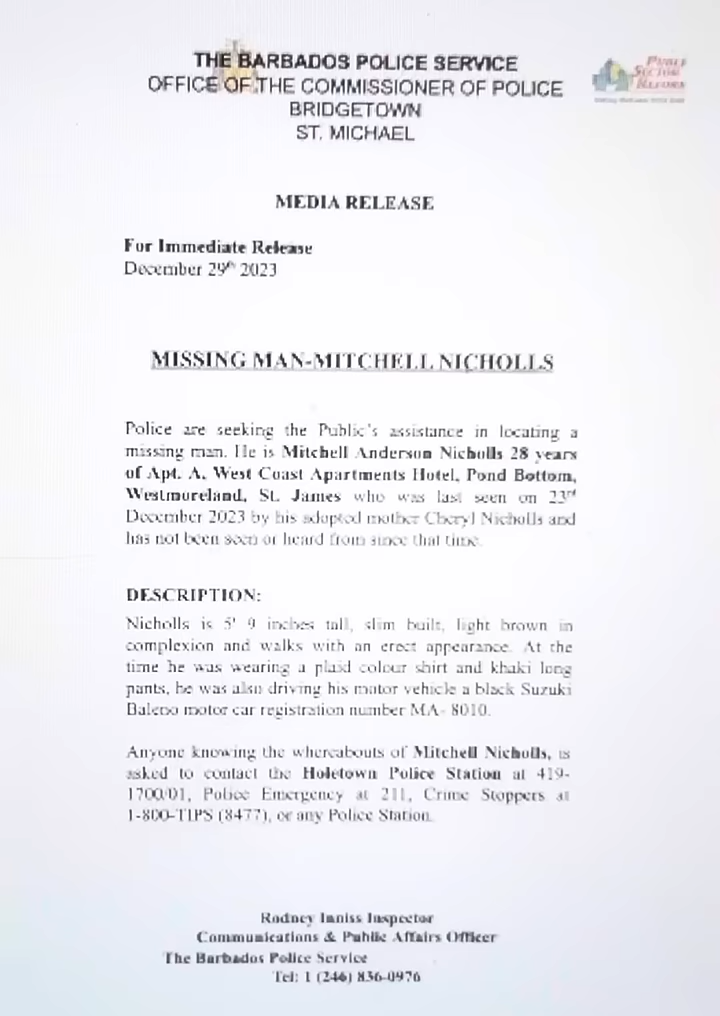 THE BARBADOS POLICE SERVICE
OFFICE OF THE COMMISSIONER OF POLICE
BRIDGETOWN
ST. MICHAEL
PUBLIC
SECTOR
REFORM
MEDIA RELEASE
For Immediate Release
December 29th 2023
MISSING MAN-MITCHELL NICHOLLS
Police are seeking the Public's assistance in locating a
missing man. He is Mitchell Anderson Nicholls 28 years
of Apt. A, West Coast Apartments Hotel, Pond Bottom,
Westmoreland, St. James who was last seen on 23rd
December 2023 by his adopted mother Cheryl Nicholls and
has not been seen or heard from since that time.
DESCRIPTION:
Nicholls is 5' 9 inches tall, slim built, light brown in
complexion and walks with an erect appearance. At the
time he was wearing a plaid colour shirt and khaki long
pants, he was also driving his motor vehicle a black Suzuki
Baleno motor car registration number MA- 8010.
Anyone knowing the whereabouts of Mitchell Nicholls, is
asked to contact the Holetown Police Station at 419-
1700/01, Police Emergency at 211, Crime Stoppers at
1-800-TIPS (8477), or any Police Station.
Rodney Inniss Inspector
Communications & Public Affairs Officer
The Barbados Police Service
Tel: 1 (246) 836-0976